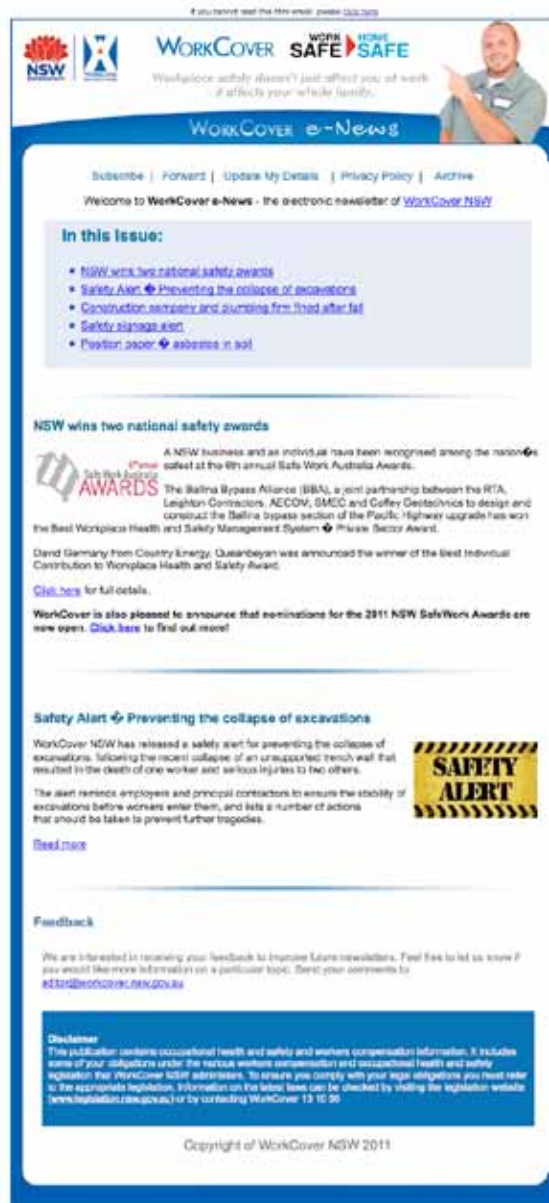 If you cannot read this html email please click here
NSW
WORKCOVER WORK SAFE HOME SAFE
Workplace safety doesn't just affect you at work
- it affects your whole family.
WORKCOVER e-News
Subscribe | Forward | Update My Details | Privacy Policy | Archive
Welcome to WorkCover e-News - the electronic newsletter of WorkCover NSW
In this Issue:
• NSW wins two national safety awards
• Safety Alert � Preventing the collapse of excavations
• Construction company and plumbing firm fined after fall
• Safety signage alert
• Position paper � asbestos in soil
NSW wins two national safety awards
6th annual
Safe Work Australia
AWARDS
A NSW business and an individual have been recognised among the nation�s
safest at the 6th annual Safe Work Australia Awards.
The Ballina Bypass Alliance (BBA), a joint partnership between the RTA,
Leighton Contractors, AECOM, SMEC and Coffey Geotechnics to design and
construct the Ballina bypass section of the Pacific Highway upgrade has won
the Best Workplace Health and Safety Management System � Private Sector Award.
David Germany from Country Energy, Queanbeyan was announced the winner of the Best Individual
Contribution to Workplace Health and Safety Award.
Click here for full details.
WorkCover is also pleased to announce that nominations for the 2011 NSW SafeWork Awards are
now open. Click here to find out more!
Safety Alert � Preventing the collapse of excavations
WorkCover NSW has released a safety alert for preventing the collapse of
excavations, following the recent collapse of an unsupported trench wall that
resulted in the death of one worker and serious injuries to two others.
The alert reminds employers and principal contractors to ensure the stability of
excavations before workers enter them, and lists a number of actions
that should be taken to prevent further tragedies.
Read more
SAFETY
ALERT
Feedback
We are interested in receiving your feedback to improve future newsletters. Feel free to let us know if
you would like more information on a particular topic. Send your comments to
editor@workcover.nsw.gov.au
Disclaimer
This publication contains occupational health and safety and workers compensation information. It includes
some of your obligations under the various workers compensation and occupational health and safety
legislation that WorkCover NSW administers. To ensure you comply with your legal obligations you must refer
to the appropriate legislation. Information on the latest laws can be checked by visiting the legislation website
(www.legislation.nsw.gov.au) or by contacting WorkCover 13 10 50
Copyright of WorkCover NSW 2011